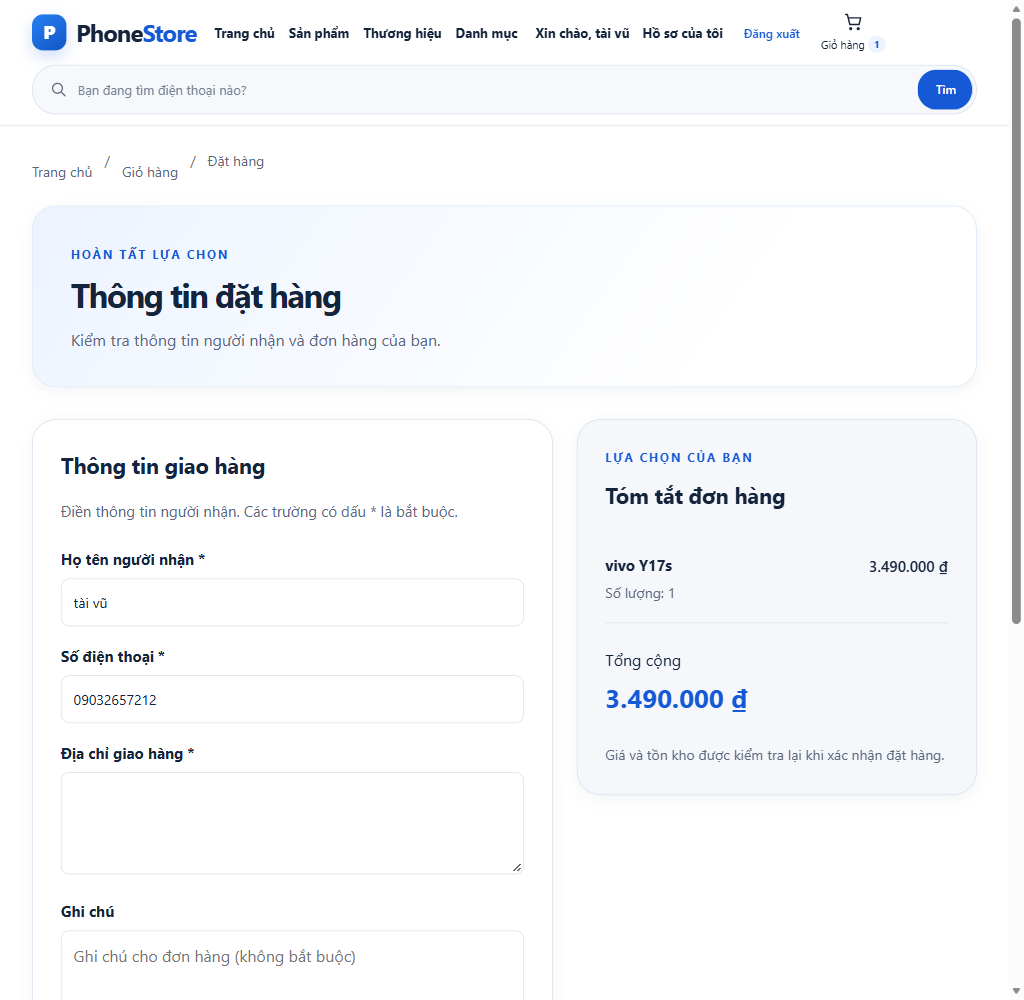 P PhoneStore Trang chủ Sản phẩm Thương hiệu Danh mục Xin chào, tài vũ Hồ sơ của tôi Đăng xuất Giỏ hàng 1
Bạn đang tìm điện thoại nào? Tìm
Trang chủ / Giỏ hàng / Đặt hàng
HOÀN TẤT LỰA CHỌN
Thông tin đặt hàng
Kiểm tra thông tin người nhận và đơn hàng của bạn.
Thông tin giao hàng
Điền thông tin người nhận. Các trường có dấu * là bắt buộc.
Họ tên người nhận *
tài vũ
Số điện thoại *
09032657212
Địa chỉ giao hàng *
Ghi chú
Ghi chú cho đơn hàng (không bắt buộc)
LỰA CHỌN CỦA BẠN
Tóm tắt đơn hàng
vivo Y17s 3.490.000 ₫
Số lượng: 1
Tổng cộng
3.490.000 ₫
Giá và tồn kho được kiểm tra lại khi xác nhận đặt hàng.